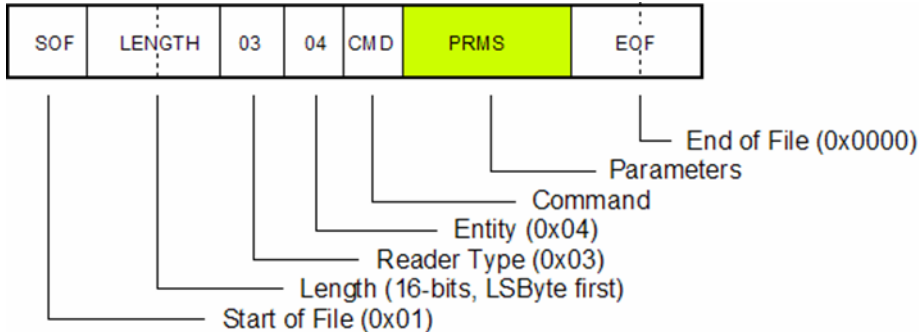 SOF LENGTH 03 04 CMD PRMS EOF
End of File (0x0000)
Parameters
Command
Entity (0x04)
Reader Type (0x03)
Length (16-bits, LSByte first)
Start of File (0x01)